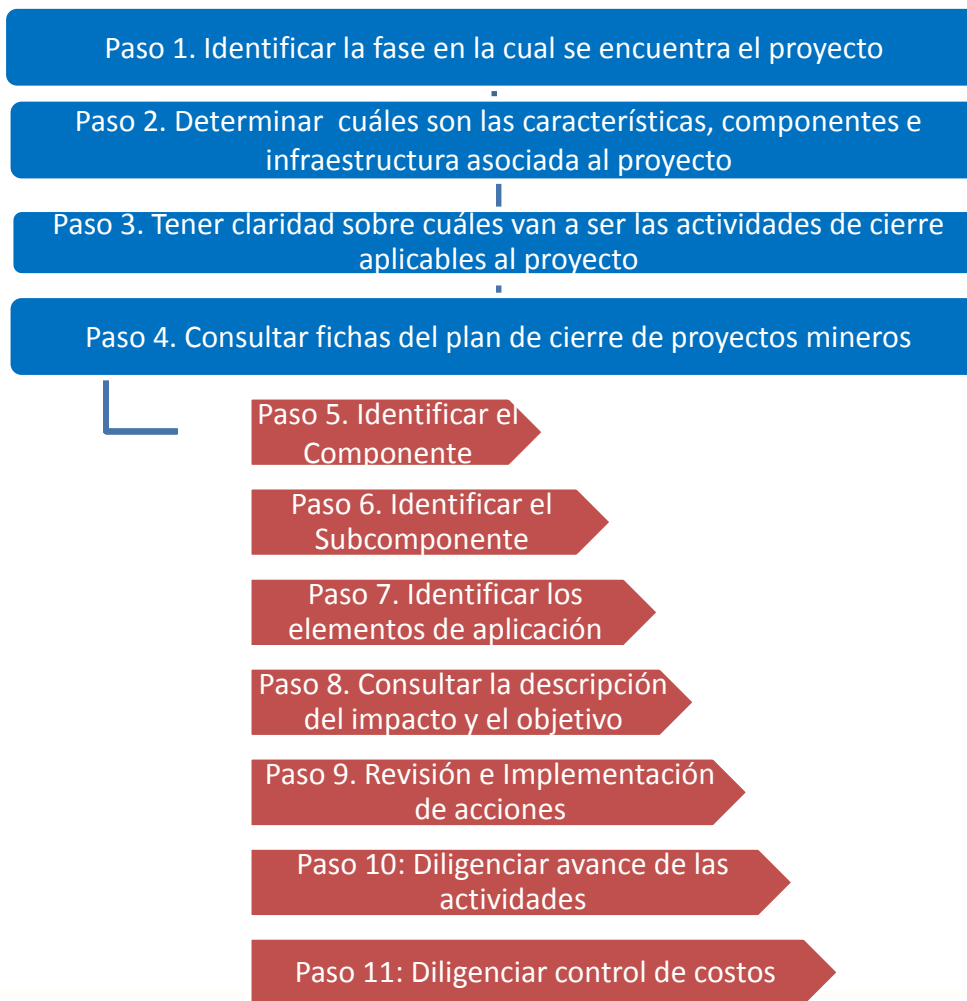 Paso 1. Identificar la fase en la cual se encuentra el proyecto
Paso 2. Determinar cuáles son las características, componentes e
infraestructura asociada al proyecto
Paso 3. Tener claridad sobre cuáles van a ser las actividades de cierre
aplicables al proyecto
Paso 4. Consultar fichas del plan de cierre de proyectos mineros
Paso 5. Identificar el
Componente
Paso 6. Identificar el
Subcomponente
Paso 7. Identificar los
elementos de aplicación
Paso 8. Consultar la descripción
del impacto y el objetivo
Paso 9. Revisión e Implementación
de acciones
Paso 10: Diligenciar avance de las
actividades
Paso 11: Diligenciar control de costos